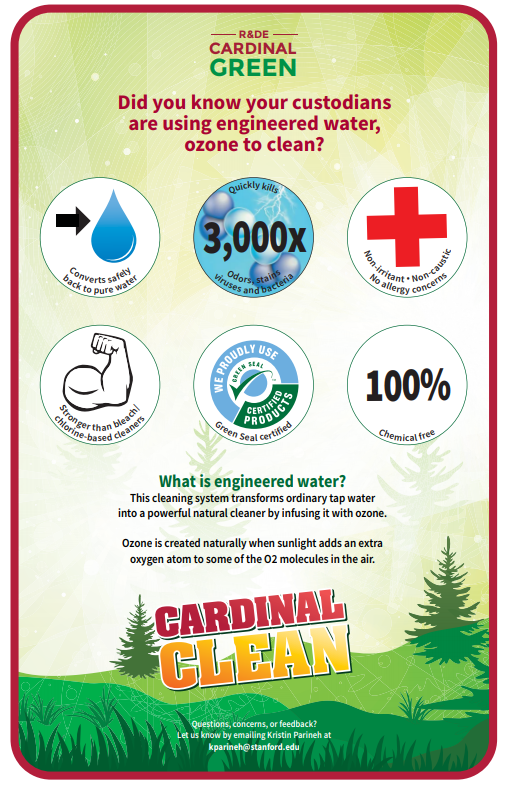 R&DE
CARDINAL
GREEN
Did you know your custodians
are using engineered water,
ozone to clean?
Converts safely
back to pure water
Quickly kills
3,000x
Odors, stains
viruses and bacteria
Non-irritant • Non-caustic
No allergy concerns
Stronger than bleach/
chlorine-based cleaners
WE PROUDLY USE
GREEN SEAL
CERTIFIED
PRODUCTS
Green Seal certified
100%
Chemical free
What is engineered water?
This cleaning system transforms ordinary tap water
into a powerful natural cleaner by infusing it with ozone.
Ozone is created naturally when sunlight adds an extra
oxygen atom to some of the O2 molecules in the air.
CARDINAL
CLEAN
Questions, concerns, or feedback?
Let us know by emailing Kristin Parineh at
kparineh@stanford.edu